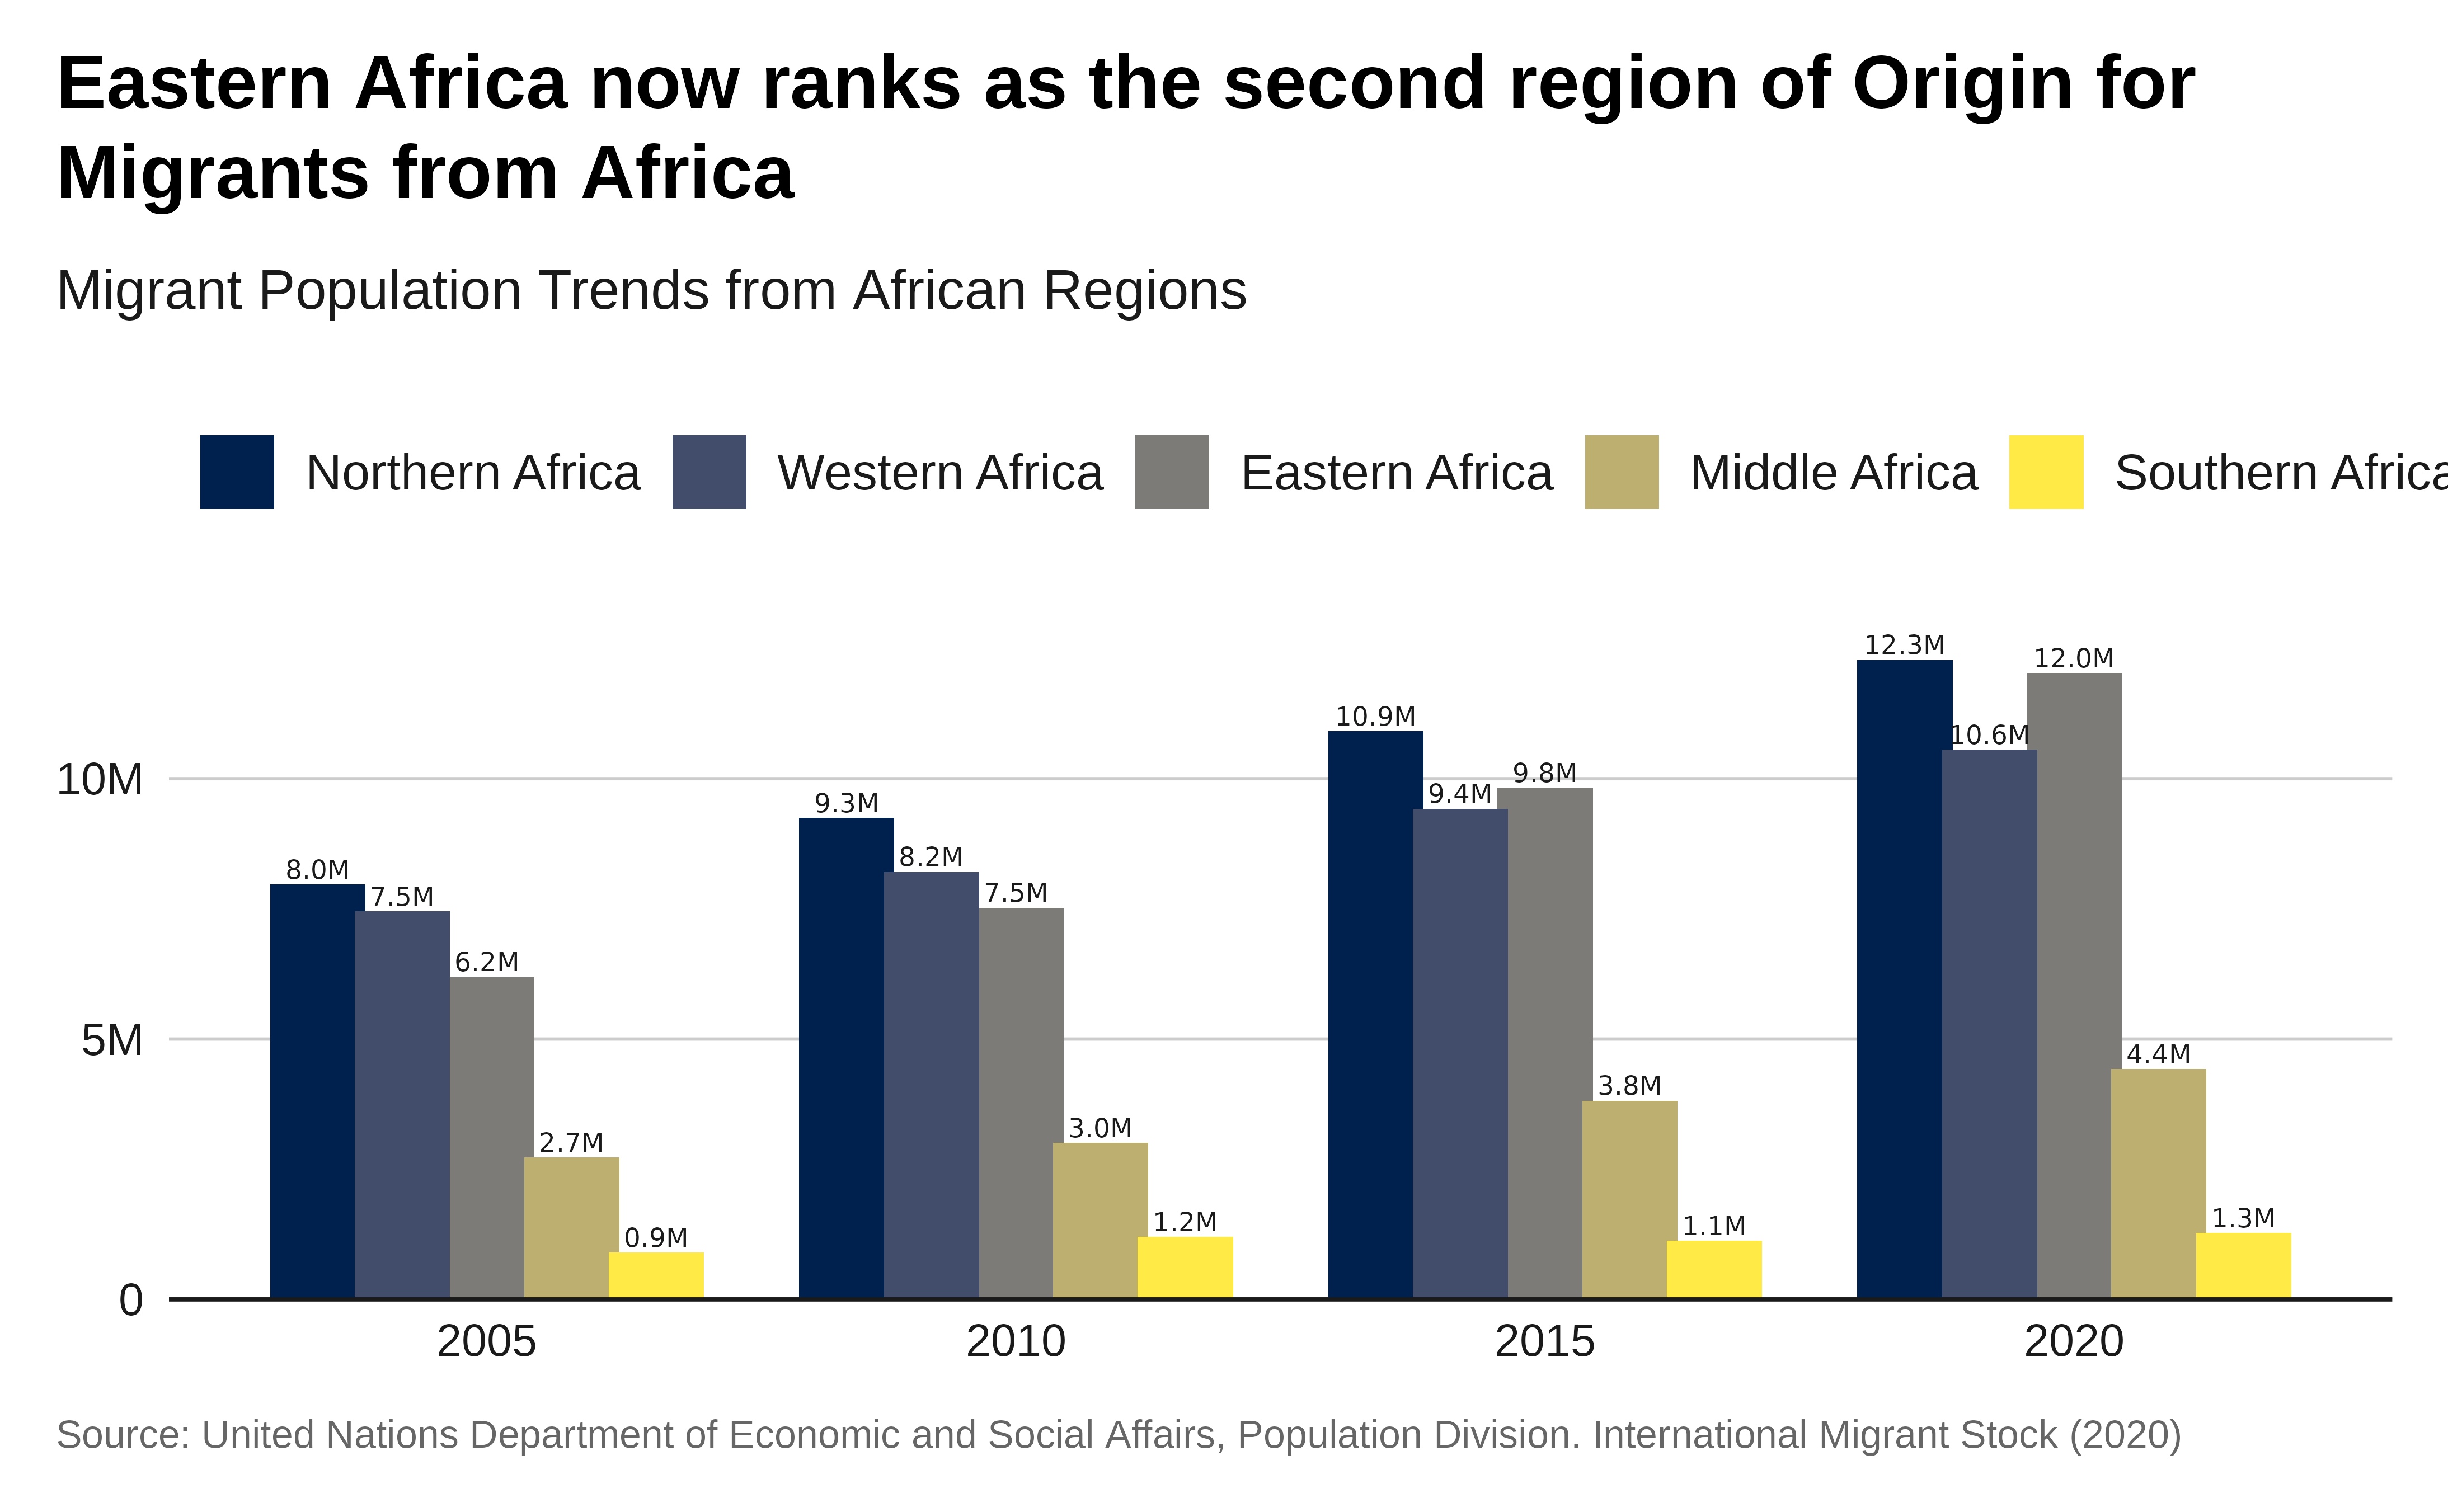 Eastern Africa now ranks as the second region of Origin for
Migrants from Africa
Migrant Population Trends from African Regions
Northern Africa Western Africa Eastern Africa Middle Africa Southern Africa
12.3M 12.0M
10.9M 10.6M
10M 9.3M 9.4M 9.8M
8.0M 8.2M
7.5M 7.5M
6.2M
5M 4.4M
3.8M
2.7M 3.0M
0.9M 1.2M 1.1M 1.3M
0
2005 2010 2015 2020
Source: United Nations Department of Economic and Social Affairs, Population Division. International Migrant Stock (2020)